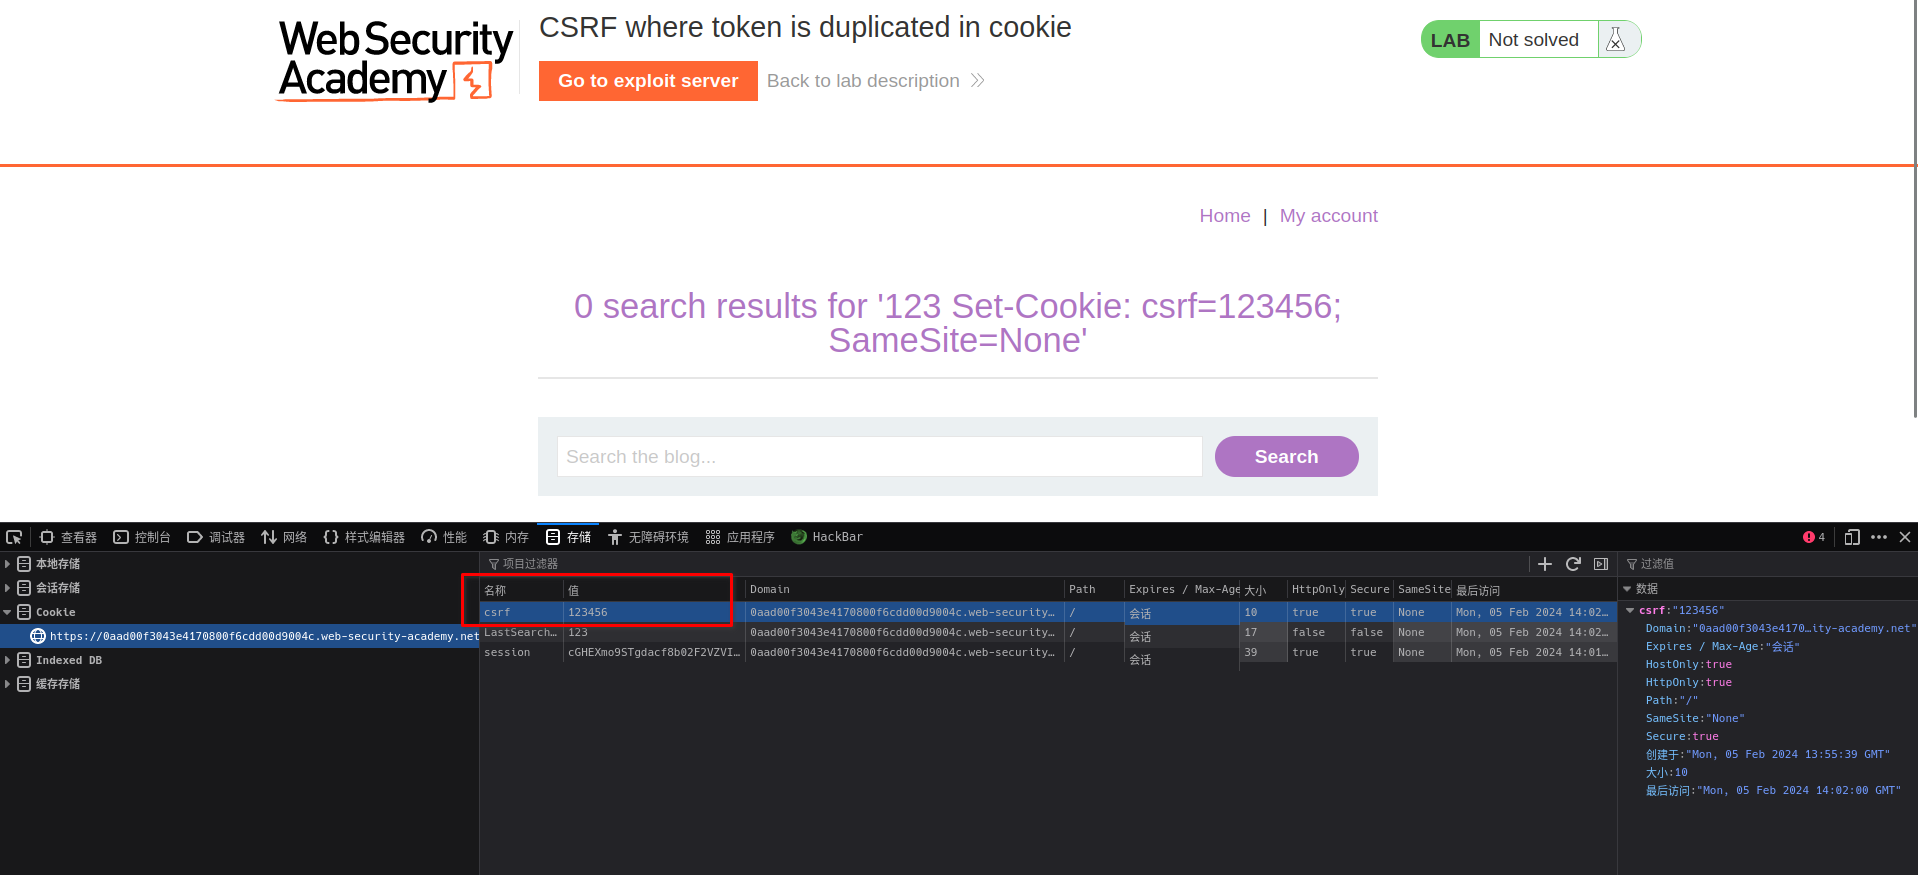 Web Security
Academy
CSRF where token is duplicated in cookie
Go to exploit server
Back to lab description
LAB
Not solved
Home | My account
0 search results for '123 Set-Cookie: csrf=123456;
SameSite=None'
Search the blog...
Search
查看器
控制台
调试器
网络
样式编辑器
性能
内存
存储
无障碍环境
应用程序
HackBar
4
本地存储
会话存储
Cookie
https://0aad00f3043e4170800f6cdd00d9004c.web-security-academy.net
Indexed DB
缓存存储
项目过滤器
名称 值 Domain Path Expires / Max-Age 大小 HttpOnly Secure SameSite 最后访问
csrf 123456 0aad00f3043e4170800f6cdd00d9004c.web-security… / 会话 10 true true None Mon, 05 Feb 2024 14:02…
LastSearch… 123 0aad00f3043e4170800f6cdd00d9004c.web-security… / 会话 17 false false None Mon, 05 Feb 2024 14:02…
session cGHEXmo9STgdacf8b02F2VZVI… 0aad00f3043e4170800f6cdd00d9004c.web-security… / 会话 39 true true None Mon, 05 Feb 2024 14:01…
过滤值
数据
csrf:"123456"
Domain:"0aad00f3043e4170…ity-academy.net"
Expires / Max-Age:"会话"
HostOnly:true
HttpOnly:true
Path:"/"
SameSite:"None"
Secure:true
创建于:"Mon, 05 Feb 2024 13:55:39 GMT"
大小:10
最后访问:"Mon, 05 Feb 2024 14:02:00 GMT"